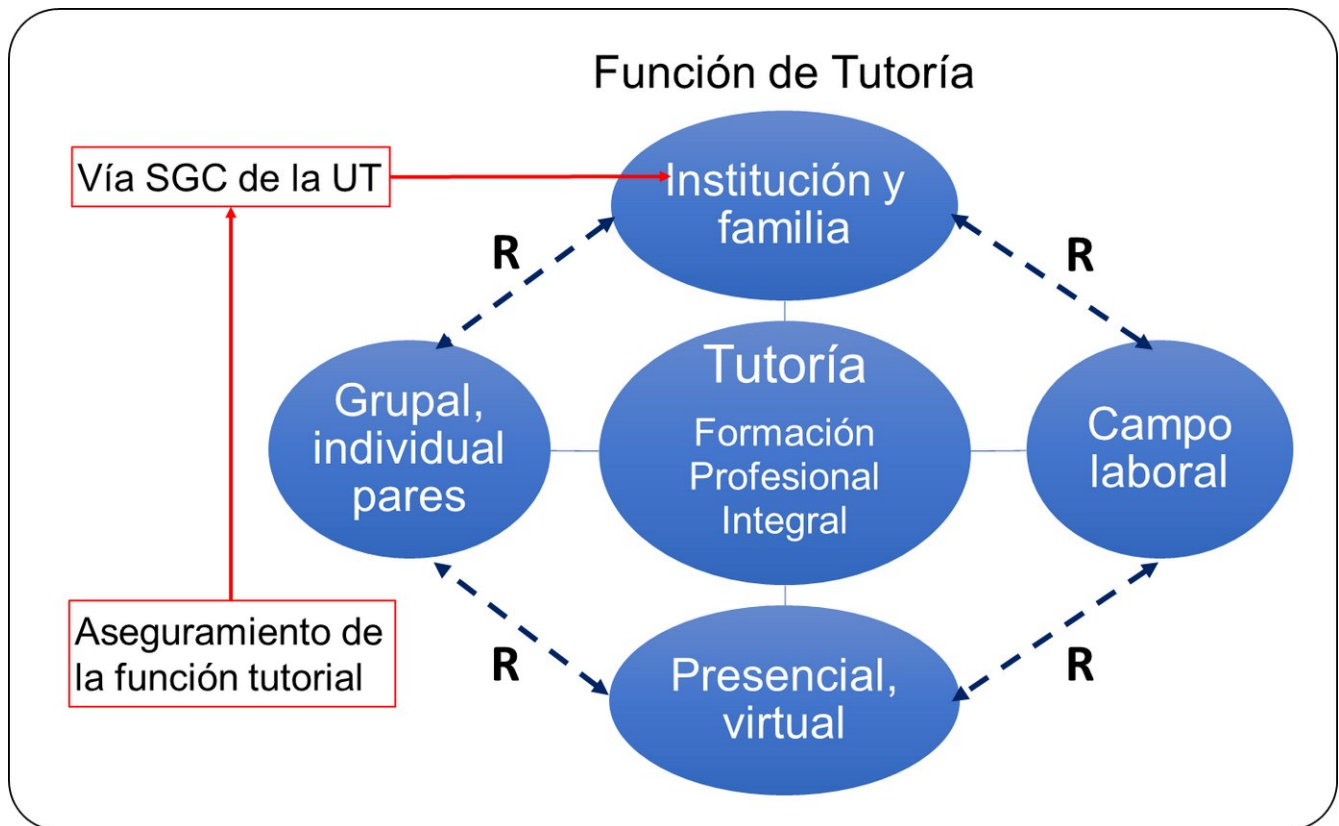 Función de Tutoría
Vía SGC de la UT
Institución y
familia
R
R
Grupal,
individual
pares
Tutoría
Formación
Profesional
Integral
Campo
laboral
Aseguramiento de
la función tutorial
R
R
Presencial,
virtual